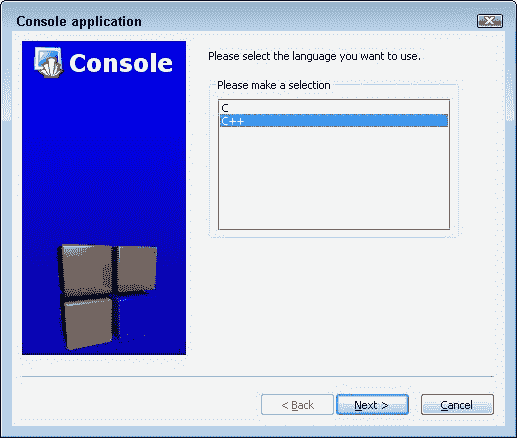 Console application
Console
Please select the language you want to use.
Please make a selection
C
C++
< Back
Next >
Cancel